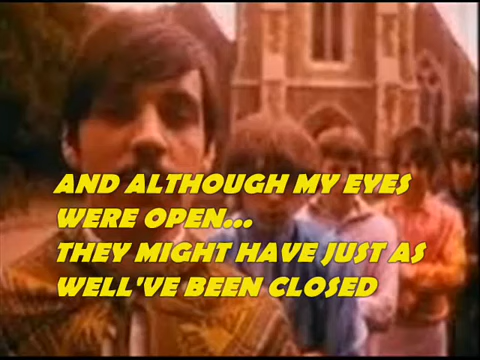 AND ALTHOUGH MY EYES
WERE OPEN...
THEY MIGHT HAVE JUST AS
WELL'VE BEEN CLOSED